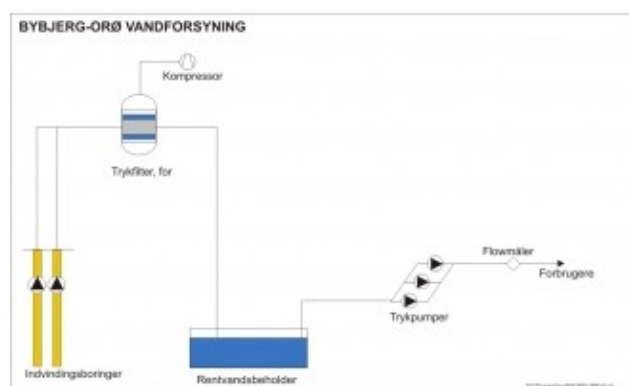 BYBJERG-ORØ VANDFORSYNING
Kompressor
Trykfilter, for
Flowmåler
Forbrugere
Trykpumper
Indvindingsboringer
Rentvandsbeholder